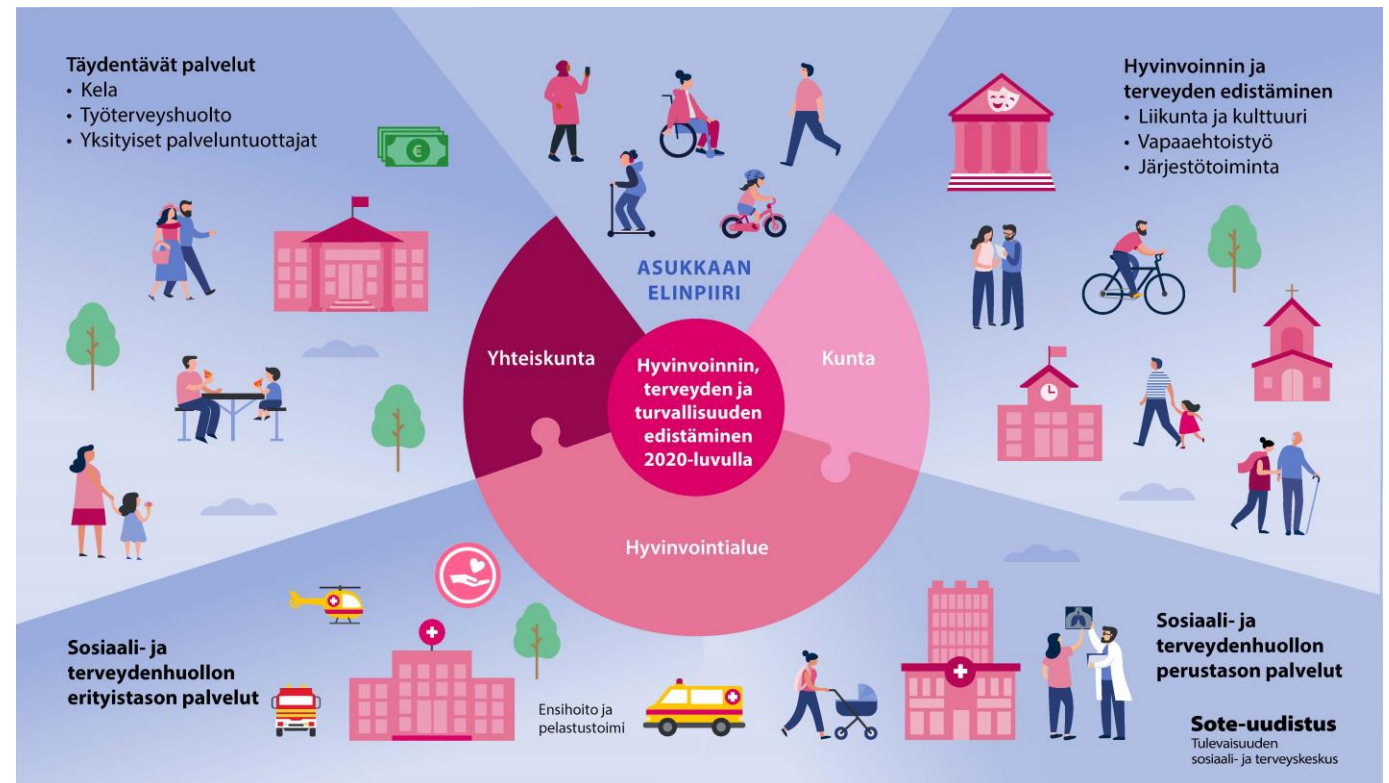 Täydentävät palvelut
• Kela
• Työterveyshuolto
• Yksityiset palveluntuottajat
€
Hyvinvoinnin ja
terveyden edistäminen
• Liikunta ja kulttuuri
• Vapaaehtoistyö
• Järjestötoiminta
ASUKKAAN
ELINPIIRI
Yhteiskunta
Hyvinvoinnin,
terveyden ja
turvallisuuden
edistäminen
2020-luvulla
Kunta
Hyvinvointialue
Sosiaali- ja
terveydenhuollon
erityistason palvelut
Ensihoito ja
pelastustoimi
Sosiaali- ja
terveydenhuollon
perustason palvelut
Sote-uudistus
Tulevaisuuden
sosiaali- ja terveyskeskus